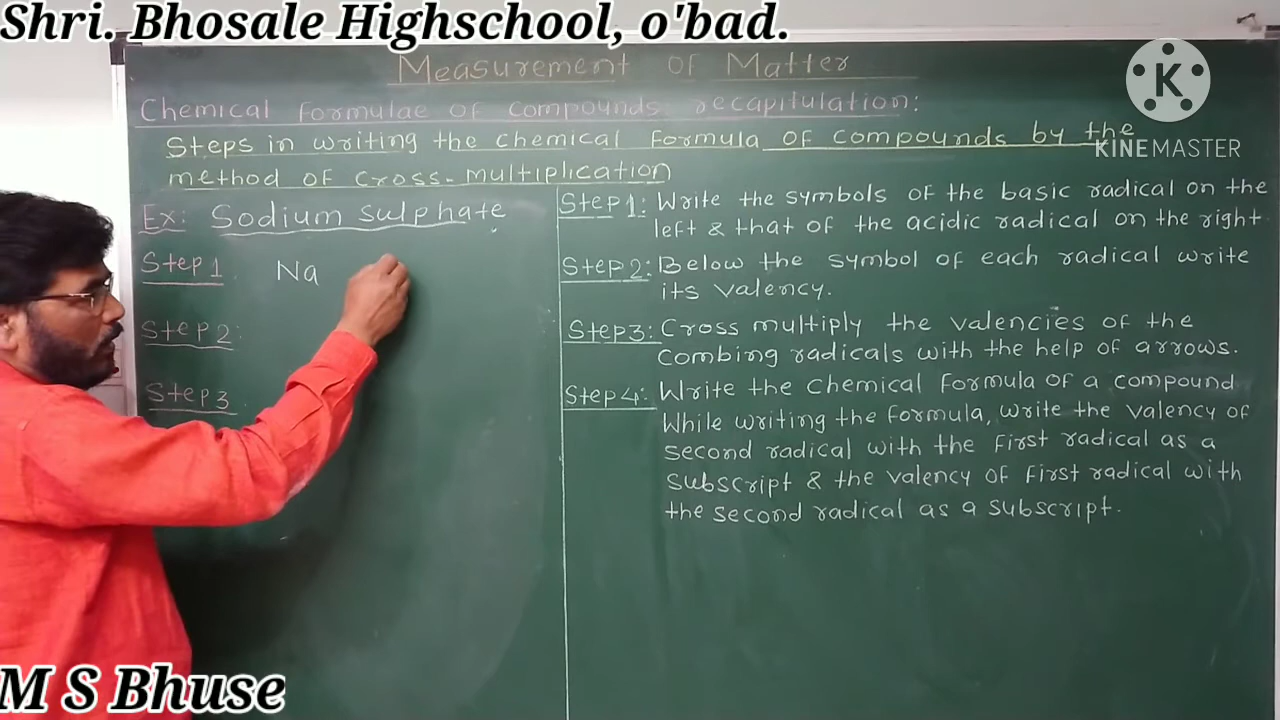 Shri. Bhosale Highschool, o'bad.
Measurement of Matter
K
KINEMASTER
Chemical formulae of compounds: recapitulation:
Steps in writing the chemical formula of compounds by the
method of cross-multiplication
Ex: Sodium sulphate
Step 1 Na
Step 2:
Step 3
Step 1: Write the symbols of the basic radical on the
left & that of the acidic radical on the right
Step 2: Below the symbol of each radical write
its valency.
Step 3: Cross multiply the valencies of the
combing radicals with the help of arrows.
Step 4: Write the chemical formula of a compound
While writing the formula, write the valency of
second radical with the first radical as a
subscript & the valency of first radical with
the second radical as a subscript.
M S Bhuse